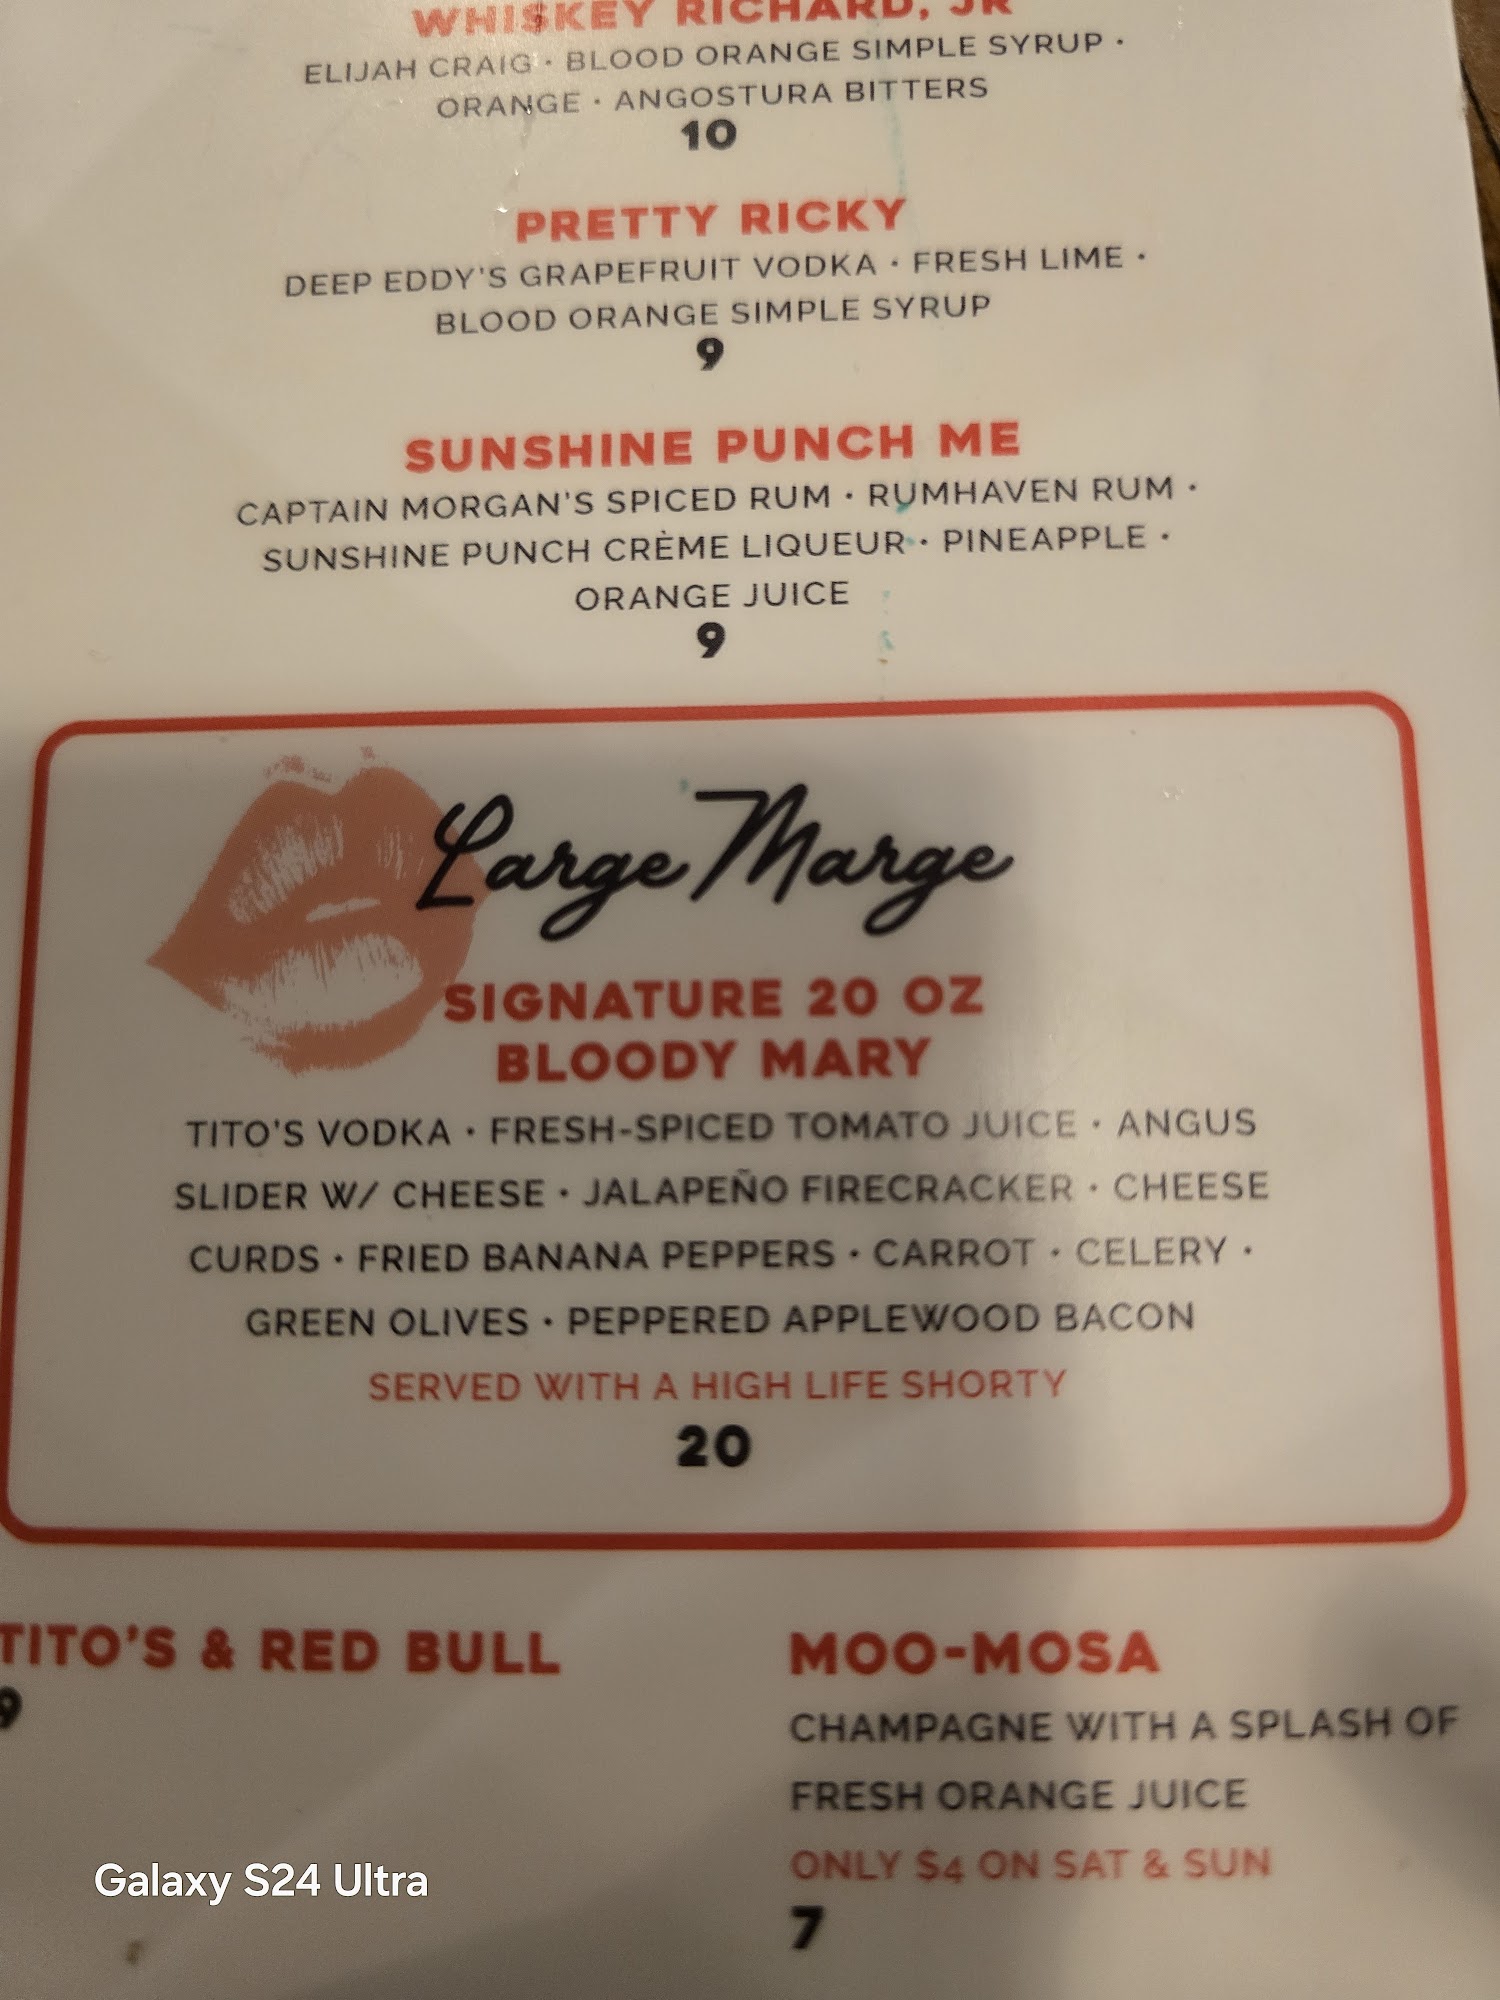 WHISKEY RICHARD, JR
ELIJAH CRAIG · BLOOD ORANGE SIMPLE SYRUP ·
ORANGE · ANGOSTURA BITTERS
10
PRETTY RICKY
DEEP EDDY'S GRAPEFRUIT VODKA · FRESH LIME ·
BLOOD ORANGE SIMPLE SYRUP
9
SUNSHINE PUNCH ME
CAPTAIN MORGAN'S SPICED RUM · RUMHAVEN RUM ·
SUNSHINE PUNCH CRÈME LIQUEUR · PINEAPPLE ·
ORANGE JUICE
9
Large Marge
SIGNATURE 20 OZ
BLOODY MARY
TITO'S VODKA · FRESH-SPICED TOMATO JUICE · ANGUS
SLIDER W/ CHEESE · JALAPEÑO FIRECRACKER · CHEESE
CURDS · FRIED BANANA PEPPERS · CARROT · CELERY ·
GREEN OLIVES · PEPPERED APPLEWOOD BACON
SERVED WITH A HIGH LIFE SHORTY
20
TITO'S & RED BULL
9
MOO-MOSA
CHAMPAGNE WITH A SPLASH OF
FRESH ORANGE JUICE
ONLY $4 ON SAT & SUN
7
Galaxy S24 Ultra